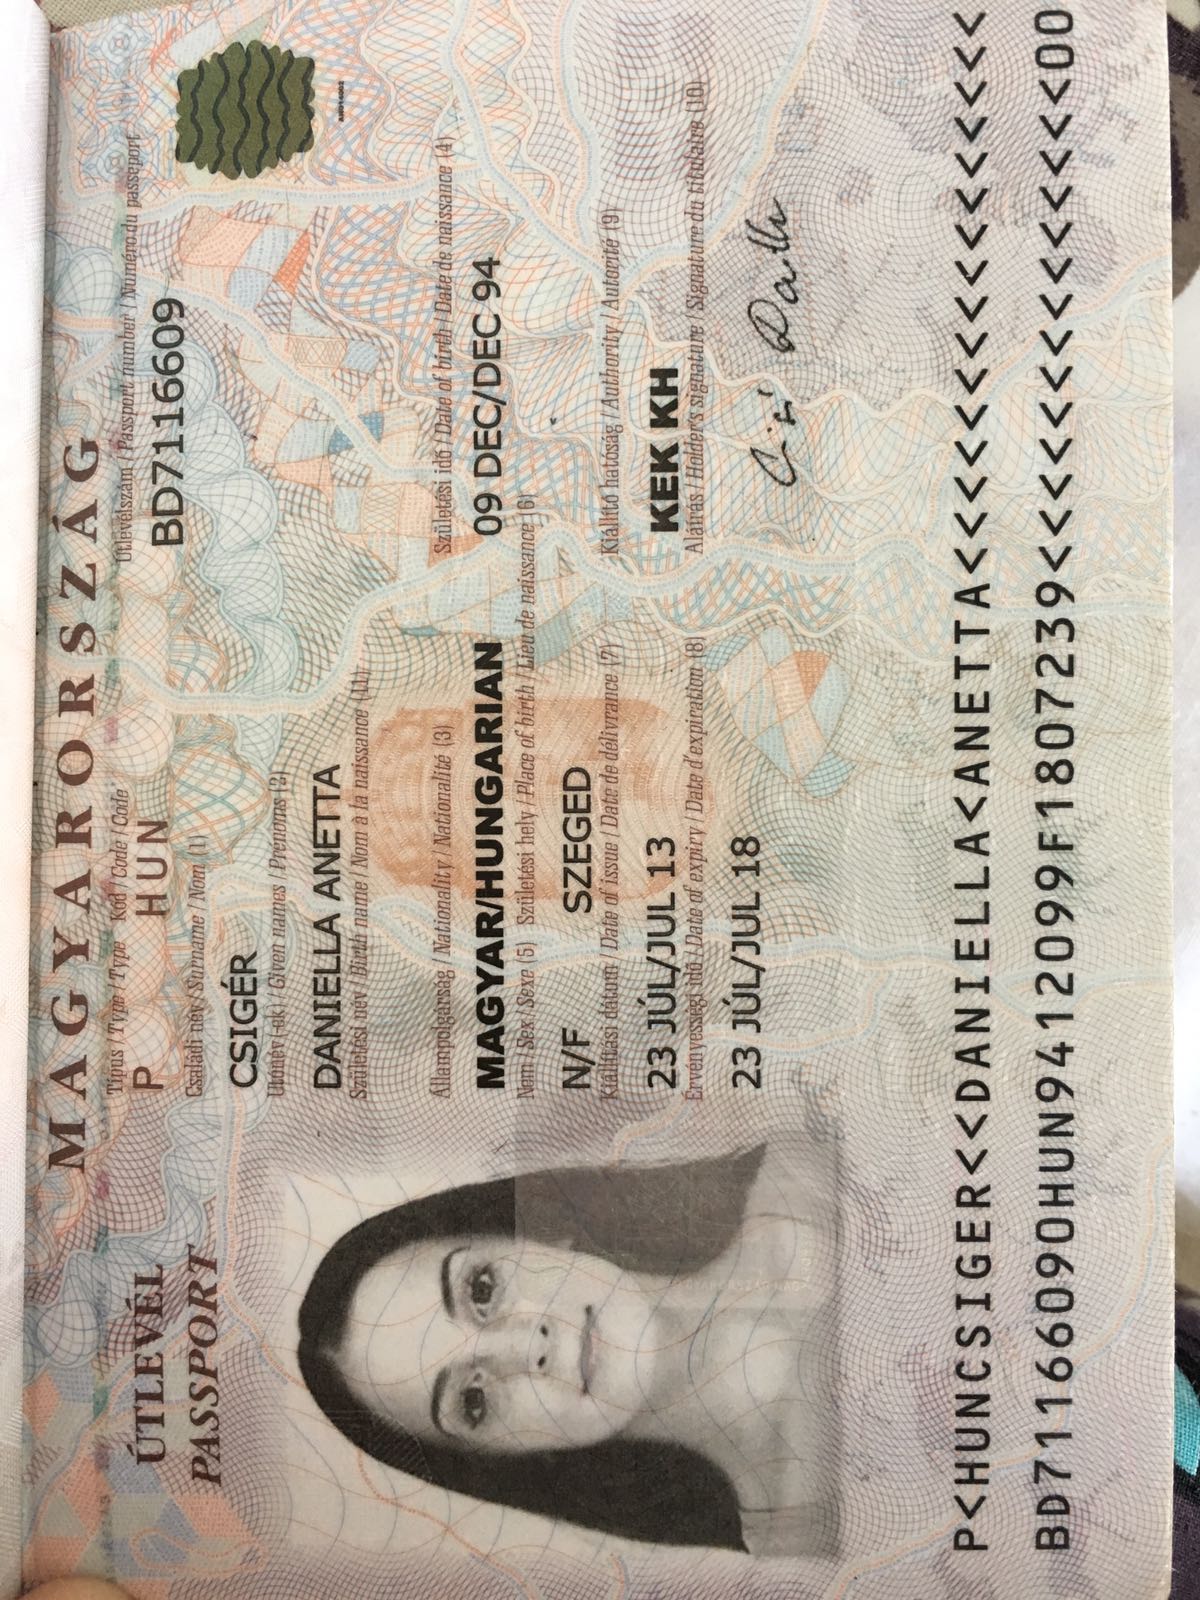 MAGYARORSZÁG
ÚTLEVÉL
PASSPORT
Típus / Type / Type Kód / Code / Code Útlevélszám / Passport number / Numéro du passeport
P HUN BD7116609
Családi név / Surname / Nom (1)
CSIGÉR
Utónév (-ek) / Given names / Prénoms (2)
DANIELLA ANETTA
Születési név / Birth name / Nom à la naissance (11)
Állampolgárság / Nationality / Nationalité (3) Születési idő / Date of birth / Date de naissance (4)
MAGYAR/HUNGARIAN 09 DEC/DEC 94
Nem / Sex / Sexe (5) Születési hely / Place of birth / Lieu de naissance (6)
N/F SZEGED
Kiállítási dátum / Date of issue / Date de délivrance (7) Kiállító hatóság / Authority / Autorité (9)
23 JÚL/JUL 13 KEK KH
Érvényességi idő / Date of expiry / Date d'expiration (8) Aláírás / Holder's signature / Signature du titulaire (10)
23 JÚL/JUL 18
P<HUNCSIGER<<DANIELLA<ANETTA<<<<<<<<<<<<<<<<
BD71166090HUN9412099F1807239<<<<<<<<<<<<<<00